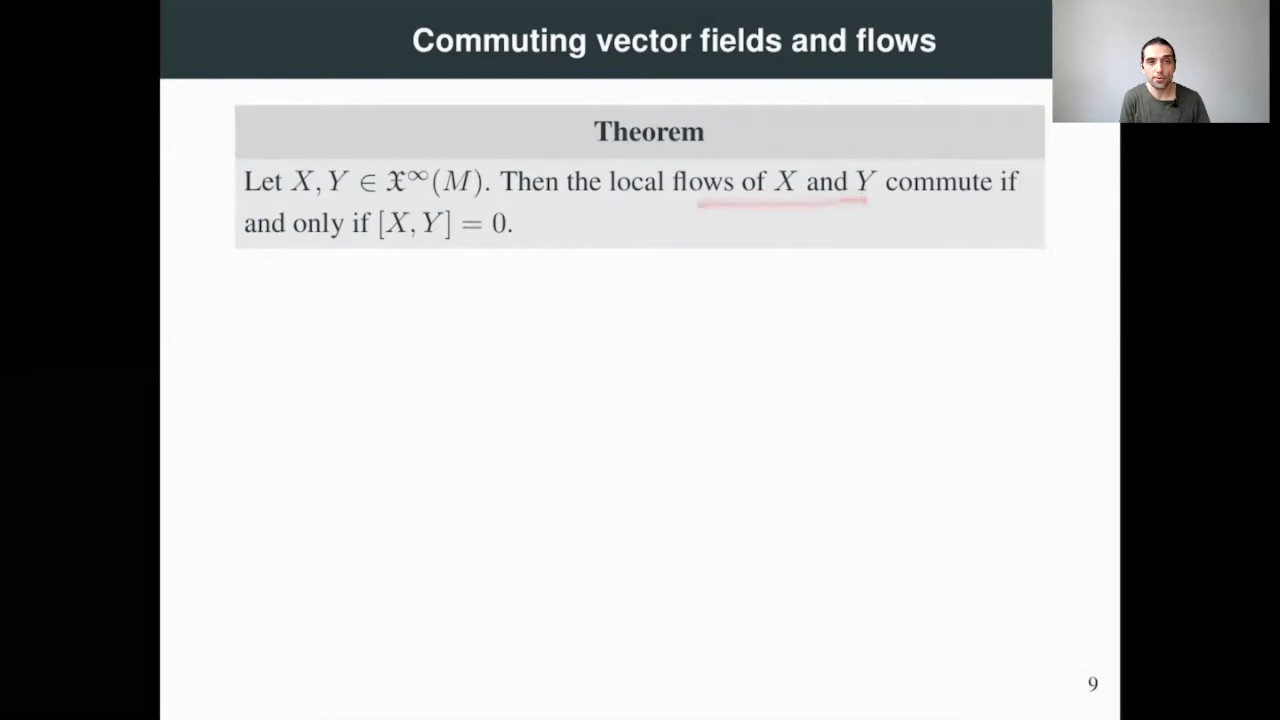 Commuting vector fields and flows
Theorem
Let X, Y ∈ 𝔛^∞(M). Then the local flows of X and Y commute if
and only if [X, Y] = 0.
9